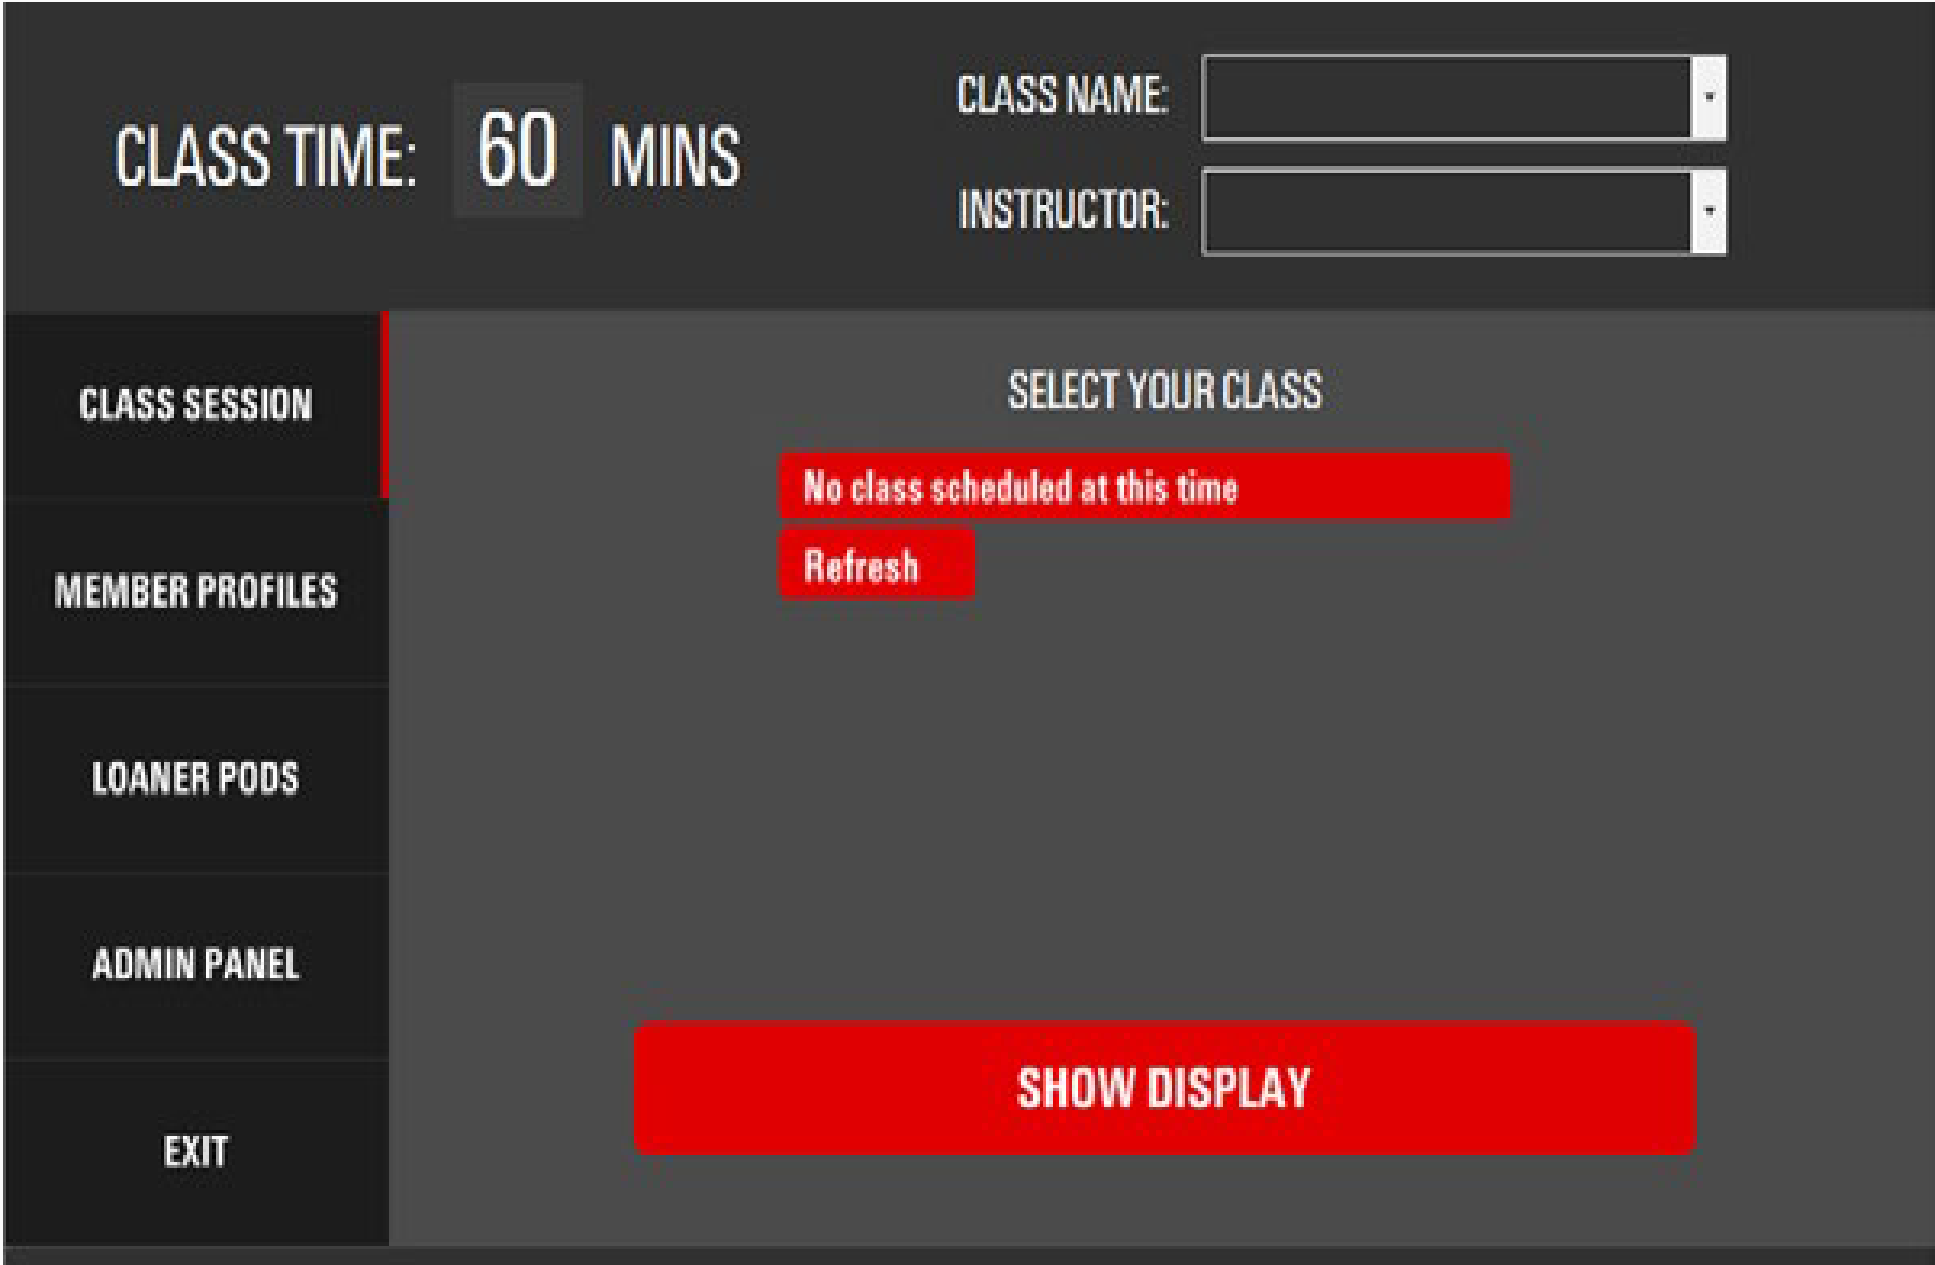 CLASS TIME: 60 MINS
CLASS NAME:
INSTRUCTOR:
CLASS SESSION
MEMBER PROFILES
LOANER PODS
ADMIN PANEL
EXIT
SELECT YOUR CLASS
No class scheduled at this time
Refresh
SHOW DISPLAY